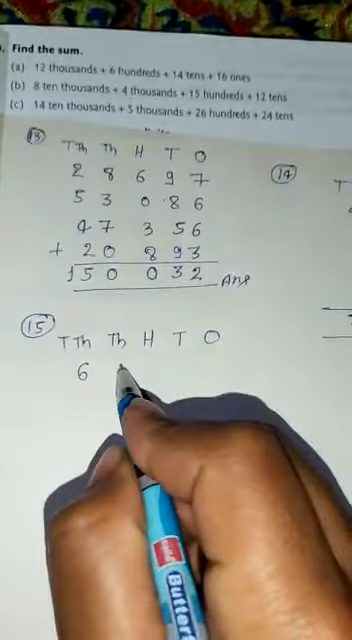 Find the sum.
(a) 12 thousands + 6 hundreds + 14 tens + 16 ones
(b) 8 ten thousands + 4 thousands + 15 hundreds + 12 tens
(c) 14 ten thousands + 5 thousands + 26 hundreds + 24 tens
13 14
TTh Th H T O
T
2 8 6 9 7
5 3 0 8 6
4 7 3 5 6
+ 2 0 8 9 3
15 0 0 3 2 Ans
15
TTh Th H T O
6
Butter